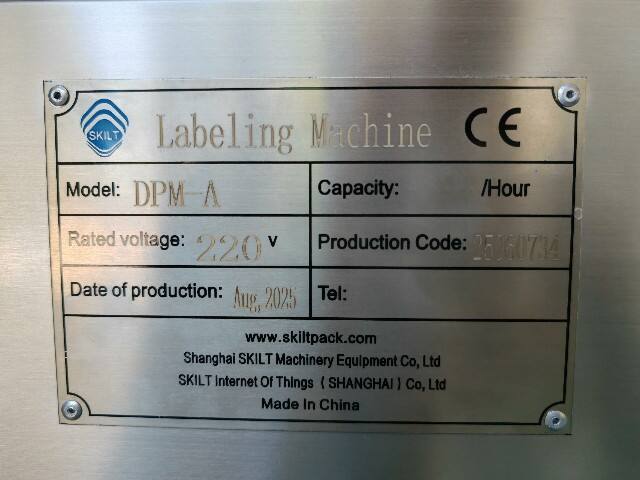 SKILT
Labeling Machine CE
Model: DPM-A
Capacity: /Hour
Rated voltage: 220 V
Production Code: 25060734
Date of production: Aug, 2025
Tel:
www.skiltpack.com
Shanghai SKILT Machinery Equipment Co, Ltd
SKILT Internet Of Things ( SHANGHAI ) Co, Ltd
Made In China